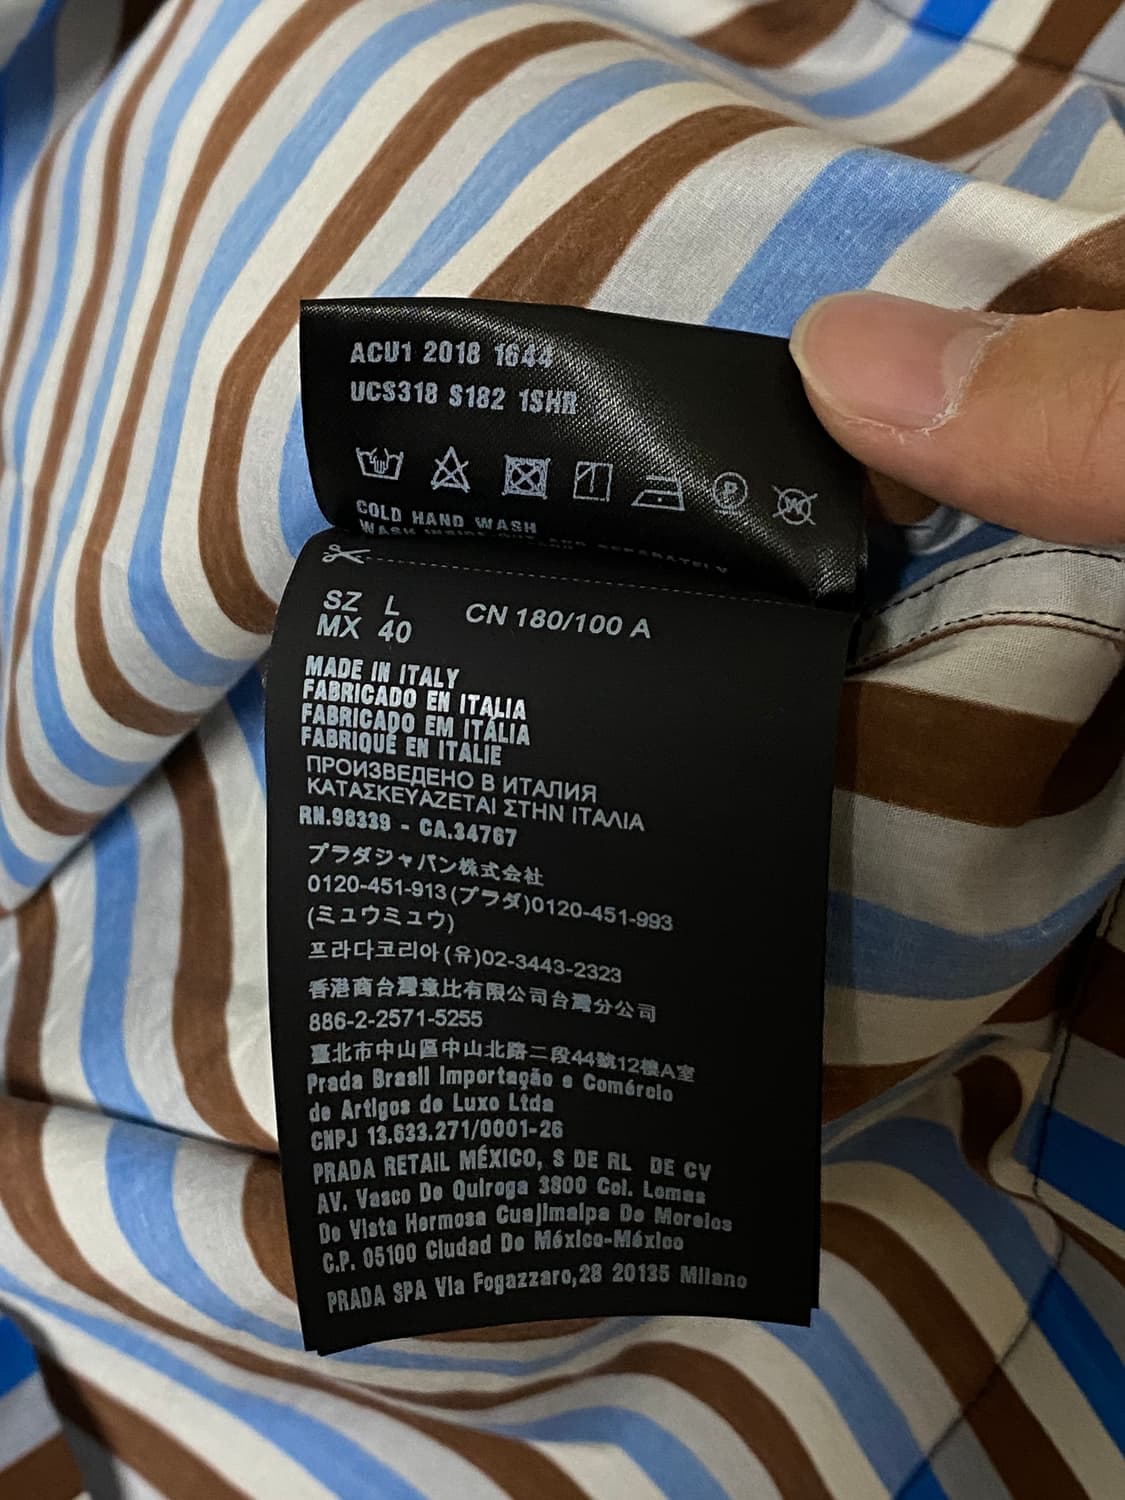 ACU1 2018 1644
UCS318 S182 1SHR
P
W
COLD HAND WASH
WASH INSIDE OUT AND SEPARATELY
SZ L
MX 40
CN 180/100 A
MADE IN ITALY
FABRICADO EN ITALIA
FABRICADO EM ITÁLIA
FABRIQUÉ EN ITALIE
ПРОИЗВЕДЕНО В ИТАЛИЯ
ΚΑΤΑΣΚΕΥΑΖΕΤΑΙ ΣΤΗΝ ΙΤΑΛΙΑ
RN.98339 - CA.34767
プラダジャパン株式会社
0120-451-913(プラダ)0120-451-993
(ミュウミュウ)
프라다코리아(유)02-3443-2323
香港商台灣意比有限公司台灣分公司
886-2-2571-5255
臺北市中山區中山北路二段44號12樓A室
Prada Brasil Importação e Comércio
de Artigos de Luxo Ltda
CNPJ 13.633.271/0001-26
PRADA RETAIL MÉXICO, S DE RL DE CV
AV. Vasco De Quiroga 3800 Col. Lomas
De Vista Hermosa Cuajimalpa De Morelos
C.P. 05100 Ciudad De México-México
PRADA SPA Via Fogazzaro,28 20135 Milano